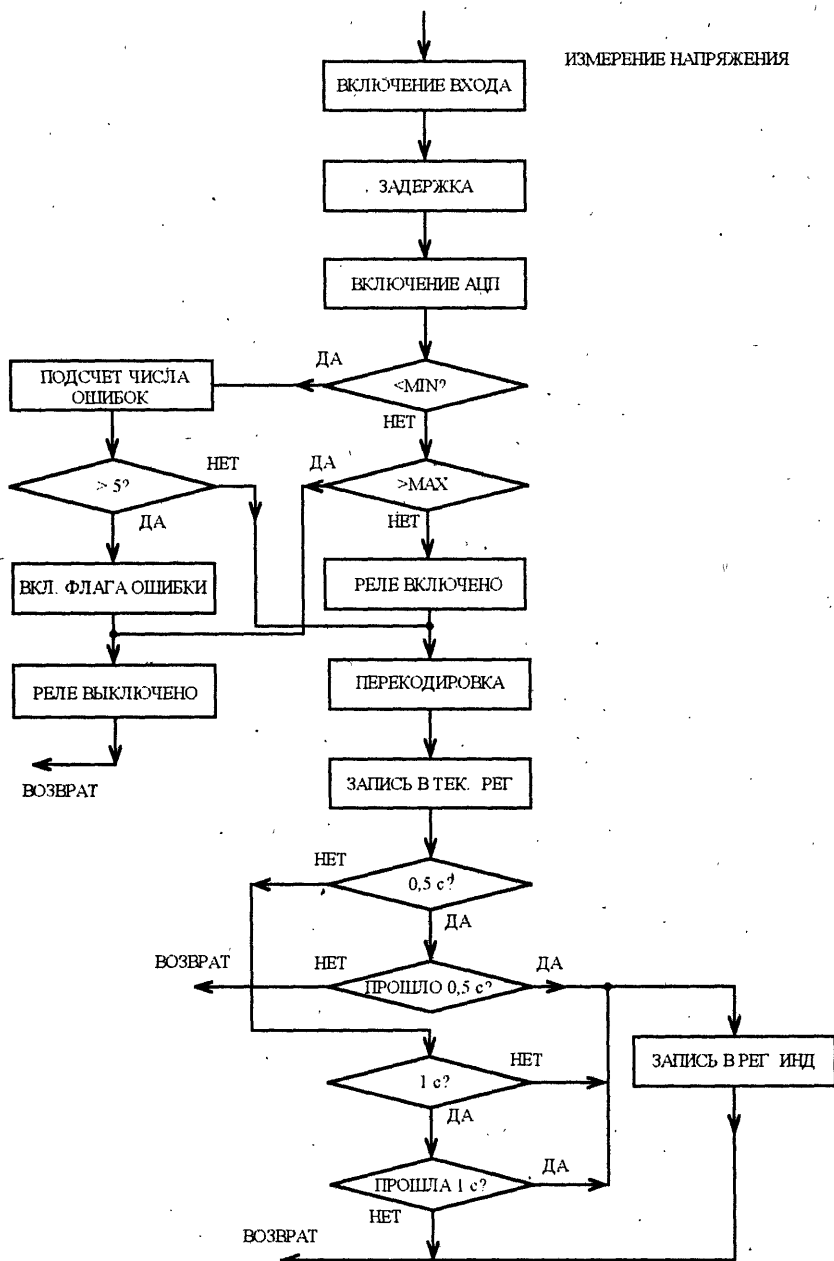 ИЗМЕРЕНИЕ НАПРЯЖЕНИЯ
ВКЛЮЧЕНИЕ ВХОДА
ЗАДЕРЖКА
ВКЛЮЧЕНИЕ АЦП
ДА
ПОДСЧЕТ ЧИСЛА
ОШИБОК
<MIN?
НЕТ
НЕТ
ДА
> 5?
>MAX
ДА
НЕТ
ВКЛ. ФЛАГА ОШИБКИ
РЕЛЕ ВКЛЮЧЕНО
РЕЛЕ ВЫКЛЮЧЕНО
ПЕРЕКОДИРОВКА
ВОЗВРАТ
ЗАПИСЬ В ТЕК. РЕГ
НЕТ
0,5 с?
ДА
ВОЗВРАТ
НЕТ
ПРОШЛО 0,5 с?
ДА
ЗАПИСЬ В РЕГ ИНД
1 с?
НЕТ
ДА
ПРОШЛА 1 с?
ДА
НЕТ
ВОЗВРАТ